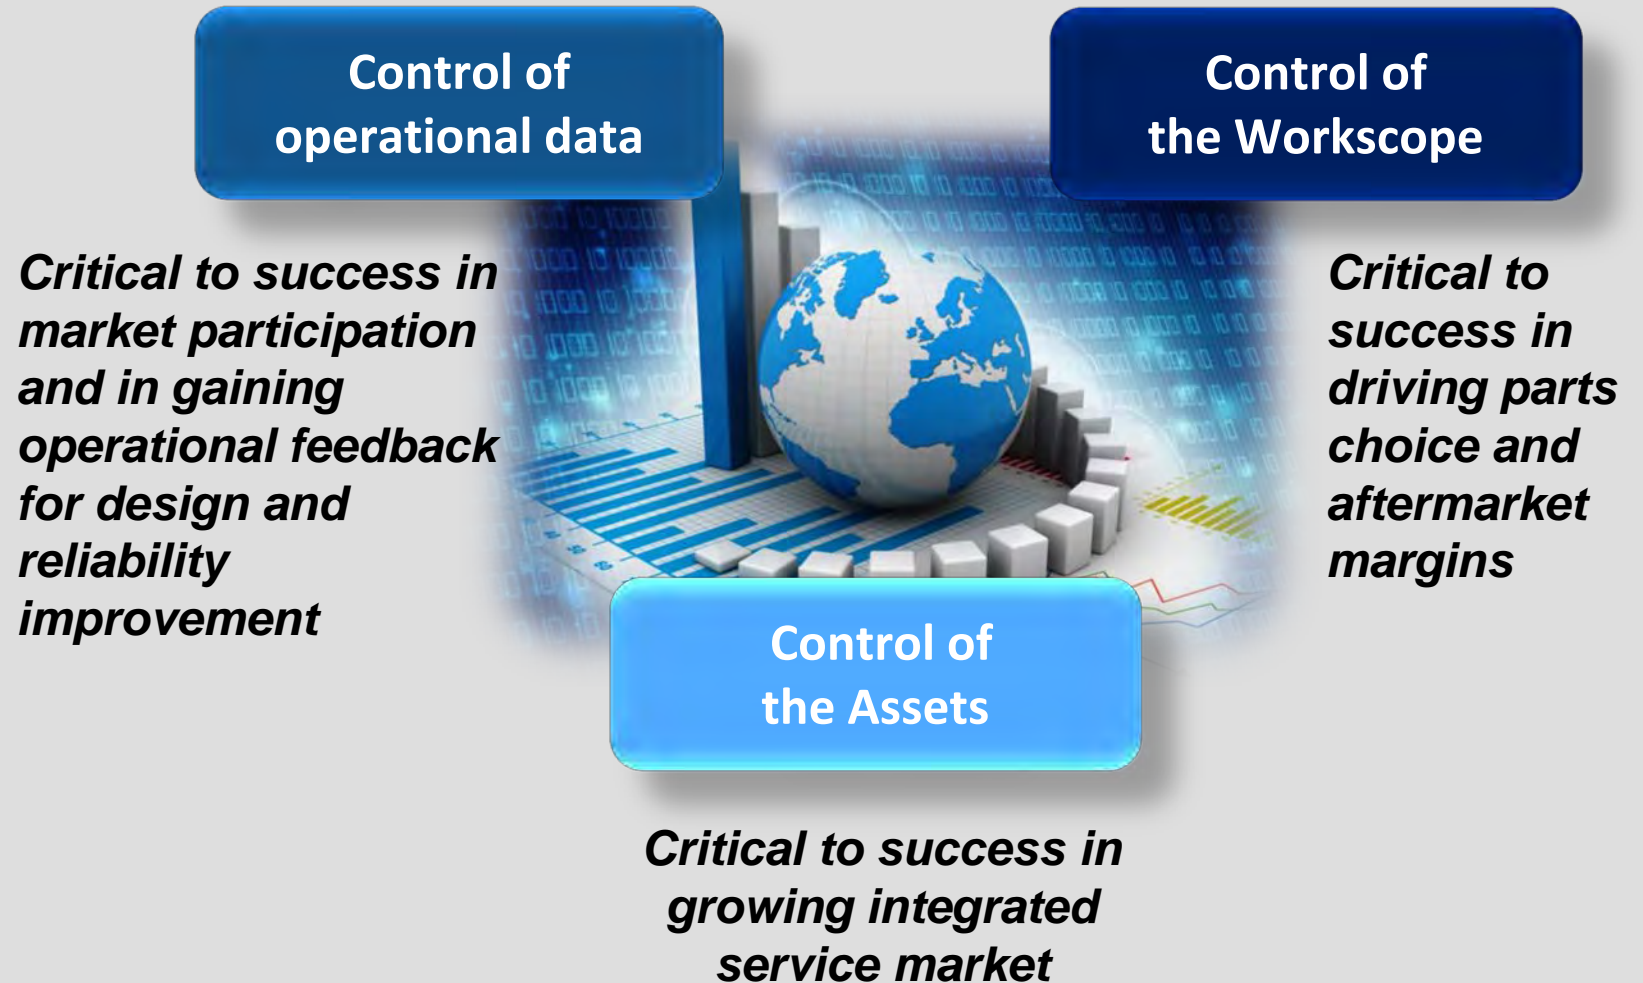 Control of
operational data
Critical to success in
market participation
and in gaining
operational feedback
for design and
reliability
improvement
Control of
the Workscope
Critical to
success in
driving parts
choice and
aftermarket
margins
Control of
the Assets
Critical to success in
growing integrated
service market